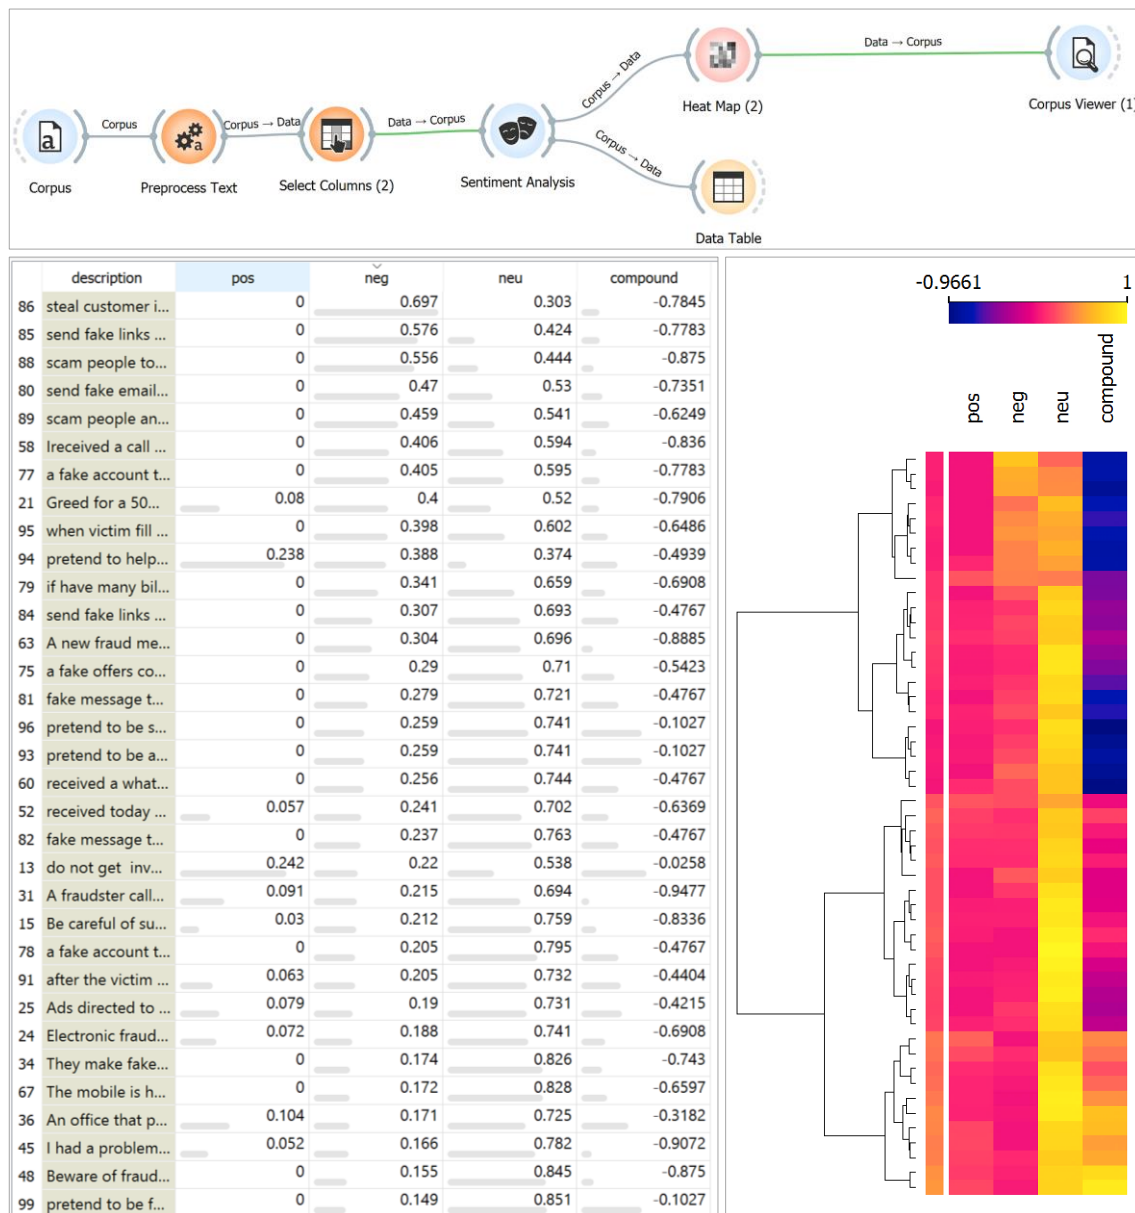 Corpus → Data
Data → Corpus
Heat Map (2)
Corpus Viewer (1)
Corpus
Corpus → Data
Data → Corpus
Corpus → Data
a
a
Corpus
Preprocess Text
Select Columns (2)
Sentiment Analysis
Data Table
description pos neg neu compound
86 steal customer i... 0 0.697 0.303 -0.7845
85 send fake links ... 0 0.576 0.424 -0.7783
88 scam people to... 0 0.556 0.444 -0.875
80 send fake email... 0 0.47 0.53 -0.7351
89 scam people an... 0 0.459 0.541 -0.6249
58 Ireceived a call ... 0 0.406 0.594 -0.836
77 a fake account t... 0 0.405 0.595 -0.7783
21 Greed for a 50... 0.08 0.4 0.52 -0.7906
95 when victim fill ... 0 0.398 0.602 -0.6486
94 pretend to help... 0.238 0.388 0.374 -0.4939
79 if have many bil... 0 0.341 0.659 -0.6908
84 send fake links ... 0 0.307 0.693 -0.4767
63 A new fraud me... 0 0.304 0.696 -0.8885
75 a fake offers co... 0 0.29 0.71 -0.5423
81 fake message t... 0 0.279 0.721 -0.4767
96 pretend to be s... 0 0.259 0.741 -0.1027
93 pretend to be a... 0 0.259 0.741 -0.1027
60 received a what... 0 0.256 0.744 -0.4767
52 received today ... 0.057 0.241 0.702 -0.6369
82 fake message t... 0 0.237 0.763 -0.4767
13 do not get inv... 0.242 0.22 0.538 -0.0258
31 A fraudster call... 0.091 0.215 0.694 -0.9477
15 Be careful of su... 0.03 0.212 0.759 -0.8336
78 a fake account t... 0 0.205 0.795 -0.4767
91 after the victim ... 0.063 0.205 0.732 -0.4404
25 Ads directed to ... 0.079 0.19 0.731 -0.4215
24 Electronic fraud... 0.072 0.188 0.741 -0.6908
34 They make fake... 0 0.174 0.826 -0.743
67 The mobile is h... 0 0.172 0.828 -0.6597
36 An office that p... 0.104 0.171 0.725 -0.3182
45 I had a problem... 0.052 0.166 0.782 -0.9072
48 Beware of fraud... 0 0.155 0.845 -0.875
99 pretend to be f... 0 0.149 0.851 -0.1027
-0.9661 1
pos neg neu compound